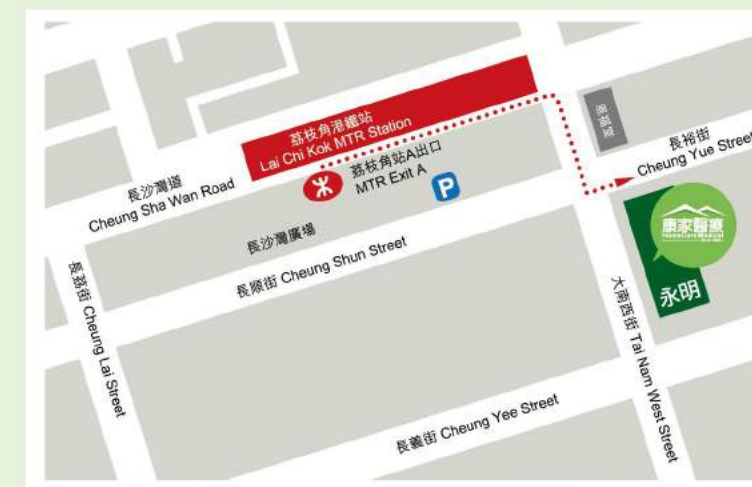 荔枝角港鐵站
Lai Chi Kok MTR Station
荔枝角站A出口
MTR Exit A
P
長裕街
Cheung Yue Street
長沙灣道
Cheung Sha Wan Road
長沙灣廣場
長順街 Cheung Shun Street
康家醫療
永明
長荔街 Cheung Lai Street
大南西街 Tai Nam West Street
長義街 Cheung Yee Street